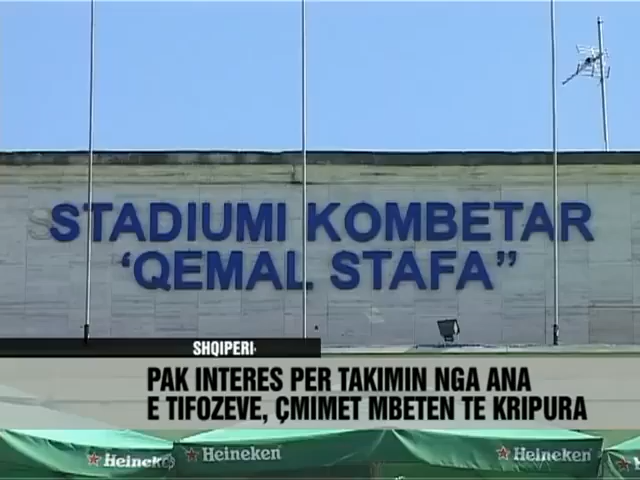 STADIUMI KOMBETAR
‘QEMAL STAFA”
SHQIPERI
PAK INTERES PER TAKIMIN NGA ANA
E TIFOZEVE, ÇMIMET MBETEN TE KRIPURA
Heineken
Heineken
Heineken
Heineken